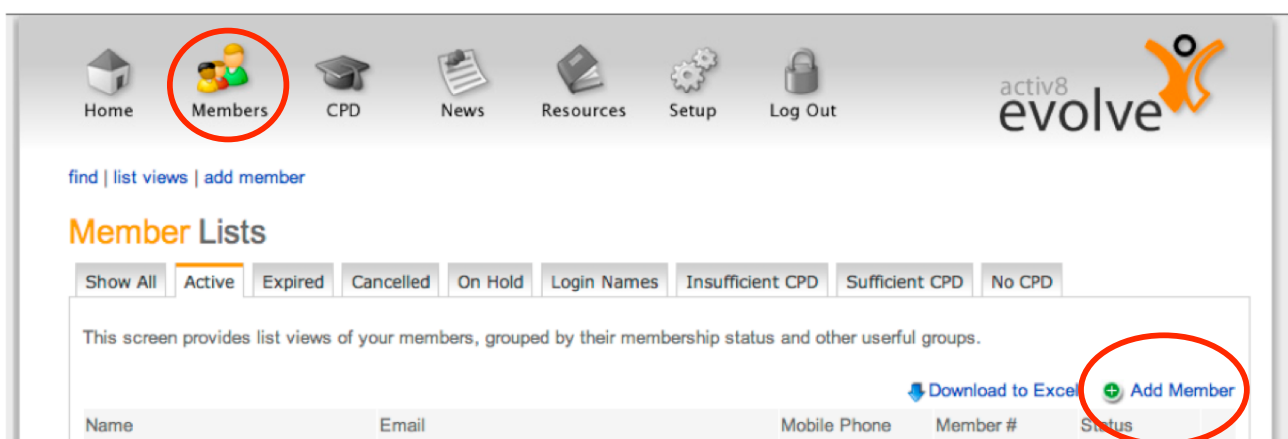 Home Members CPD News Resources Setup Log Out
activ8
evolve
find | list views | add member
Member Lists
Show All Active Expired Cancelled On Hold Login Names Insufficient CPD Sufficient CPD No CPD
This screen provides list views of your members, grouped by their membership status and other userful groups.
Download to Excel Add Member
Name Email Mobile Phone Member # Status